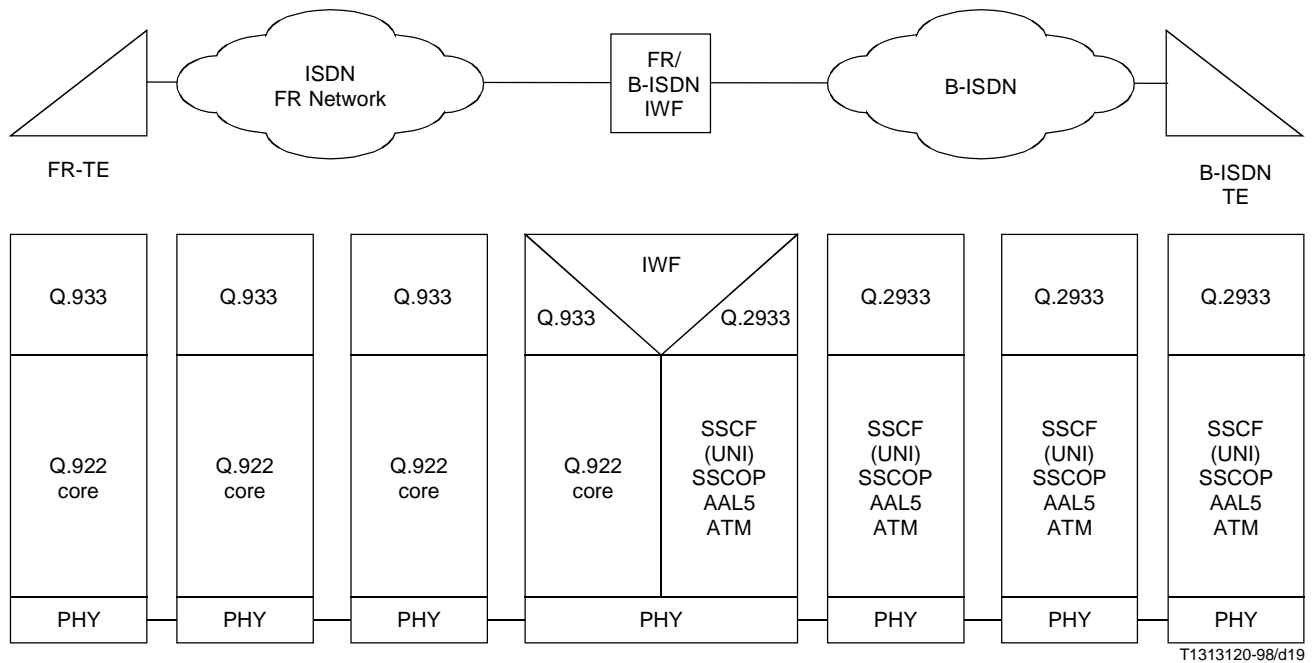 ISDN
FR Network
FR/
B-ISDN
IWF
B-ISDN
FR-TE
B-ISDN
TE
Q.933
Q.933
Q.933
IWF
Q.933
Q.2933
Q.2933
Q.2933
Q.2933
Q.922
core
Q.922
core
Q.922
core
Q.922
core
SSCF
(UNI)
SSCOP
AAL5
ATM
SSCF
(UNI)
SSCOP
AAL5
ATM
SSCF
(UNI)
SSCOP
AAL5
ATM
SSCF
(UNI)
SSCOP
AAL5
ATM
PHY
PHY
PHY
PHY
PHY
PHY
PHY
T1313120-98/d19